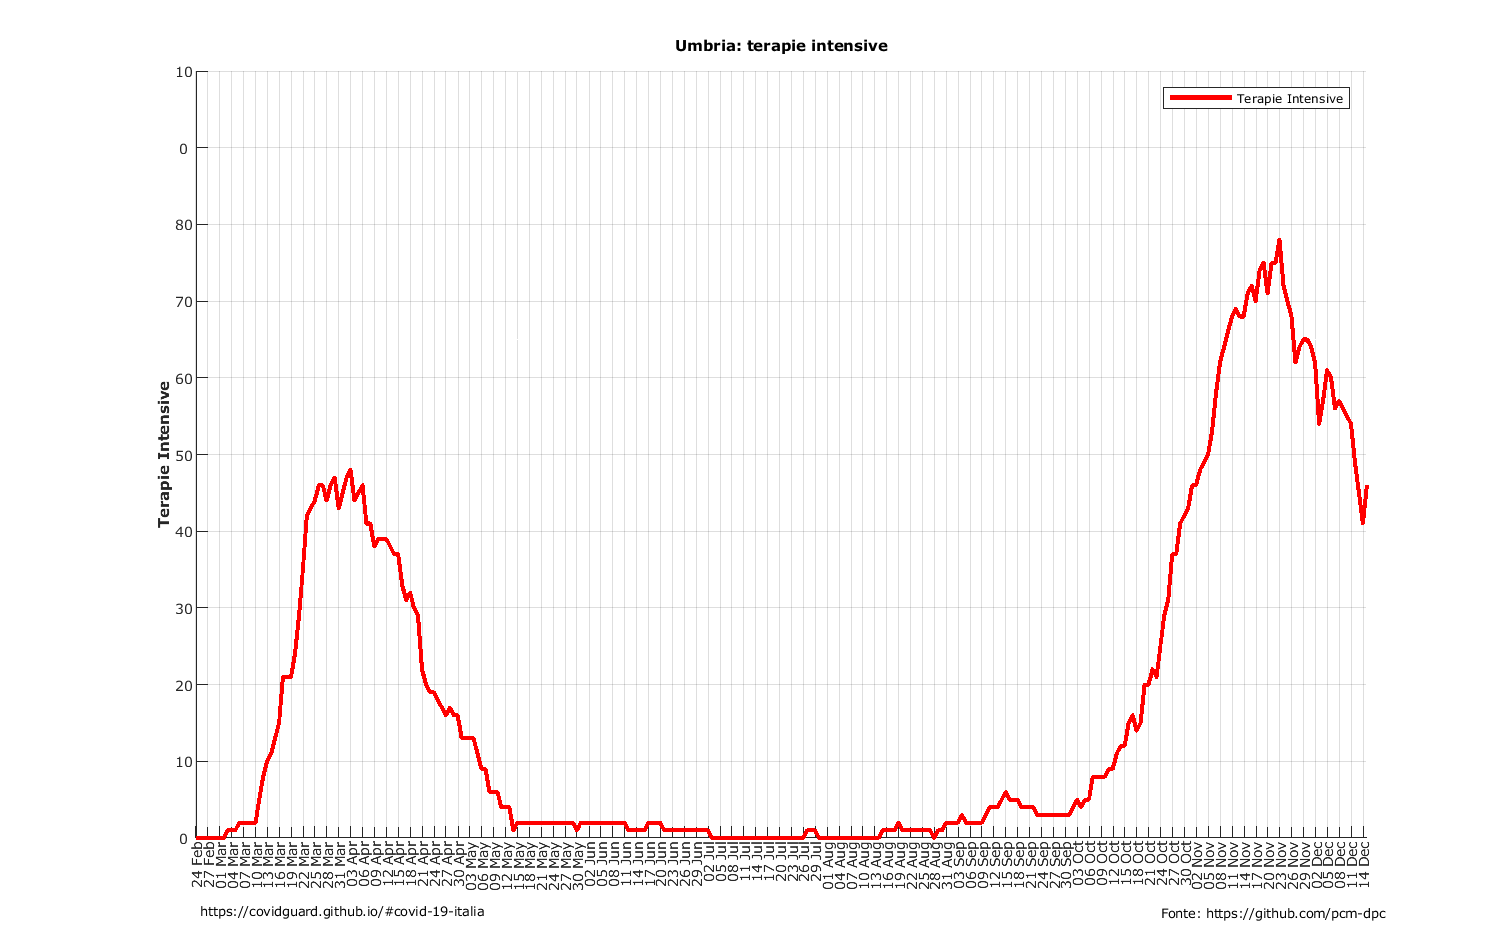 Umbria: terapie intensive
10
0
80
70
60
50
40
30
20
10
0
Terapie Intensive
Terapie Intensive
24 Feb
27 Feb
01 Mar
04 Mar
07 Mar
10 Mar
13 Mar
16 Mar
19 Mar
22 Mar
25 Mar
28 Mar
31 Mar
03 Apr
06 Apr
09 Apr
12 Apr
15 Apr
18 Apr
21 Apr
24 Apr
27 Apr
30 Apr
03 May
06 May
09 May
12 May
15 May
18 May
21 May
24 May
27 May
30 May
02 Jun
05 Jun
08 Jun
11 Jun
14 Jun
17 Jun
20 Jun
23 Jun
26 Jun
29 Jun
02 Jul
05 Jul
08 Jul
11 Jul
14 Jul
17 Jul
20 Jul
23 Jul
26 Jul
29 Jul
01 Aug
04 Aug
07 Aug
10 Aug
13 Aug
16 Aug
19 Aug
22 Aug
25 Aug
28 Aug
31 Aug
03 Sep
06 Sep
09 Sep
12 Sep
15 Sep
18 Sep
21 Sep
24 Sep
27 Sep
30 Sep
03 Oct
06 Oct
09 Oct
12 Oct
15 Oct
18 Oct
21 Oct
24 Oct
27 Oct
30 Oct
02 Nov
05 Nov
08 Nov
11 Nov
14 Nov
17 Nov
20 Nov
23 Nov
26 Nov
29 Nov
02 Dec
05 Dec
08 Dec
11 Dec
14 Dec
https://covidguard.github.io/#covid-19-italia
Fonte: https://github.com/pcm-dpc